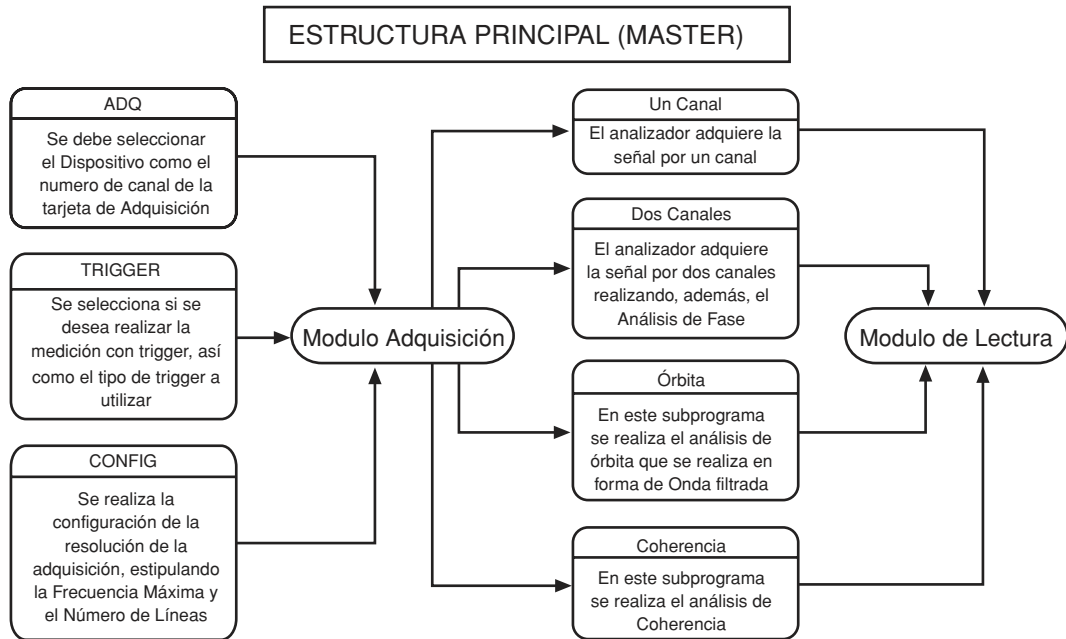 ESTRUCTURA PRINCIPAL (MASTER)
ADQ
Se debe seleccionar
el Dispositivo como el
numero de canal de la
tarjeta de Adquisición
TRIGGER
Se selecciona si se
desea realizar la
medición con trigger, así
como el tipo de trigger a
utilizar
CONFIG
Se realiza la
configuración de la
resolución de la
adquisición, estipulando
la Frecuencia Máxima y
el Número de Líneas
Modulo Adquisición
Un Canal
El analizador adquiere la
señal por un canal
Dos Canales
El analizador adquiere
la señal por dos canales
realizando, además, el
Análisis de Fase
Órbita
En este subprograma
se realiza el análisis de
órbita que se realiza en
forma de Onda filtrada
Coherencia
En este subprograma
se realiza el análisis de
Coherencia
Modulo de Lectura